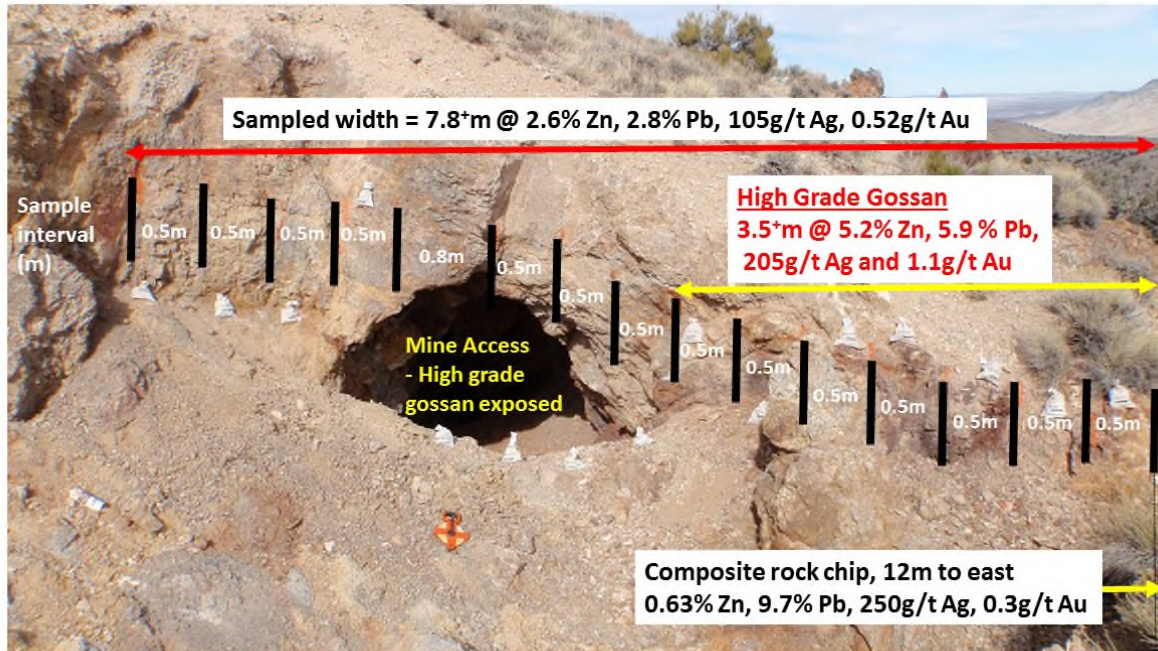 Sampled width = 7.8⁺m @ 2.6% Zn, 2.8% Pb, 105g/t Ag, 0.52g/t Au
High Grade Gossan
3.5⁺m @ 5.2% Zn, 5.9 % Pb,
205g/t Ag and 1.1g/t Au
Sample
interval
(m)
0.5m
0.5m
0.5m
0.5m
0.8m
0.5m
0.5m
0.5m
0.5m
0.5m
0.5m
0.5m
0.5m
0.5m
0.5m
Mine Access
- High grade
gossan exposed
Composite rock chip, 12m to east
0.63% Zn, 9.7% Pb, 250g/t Ag, 0.3g/t Au